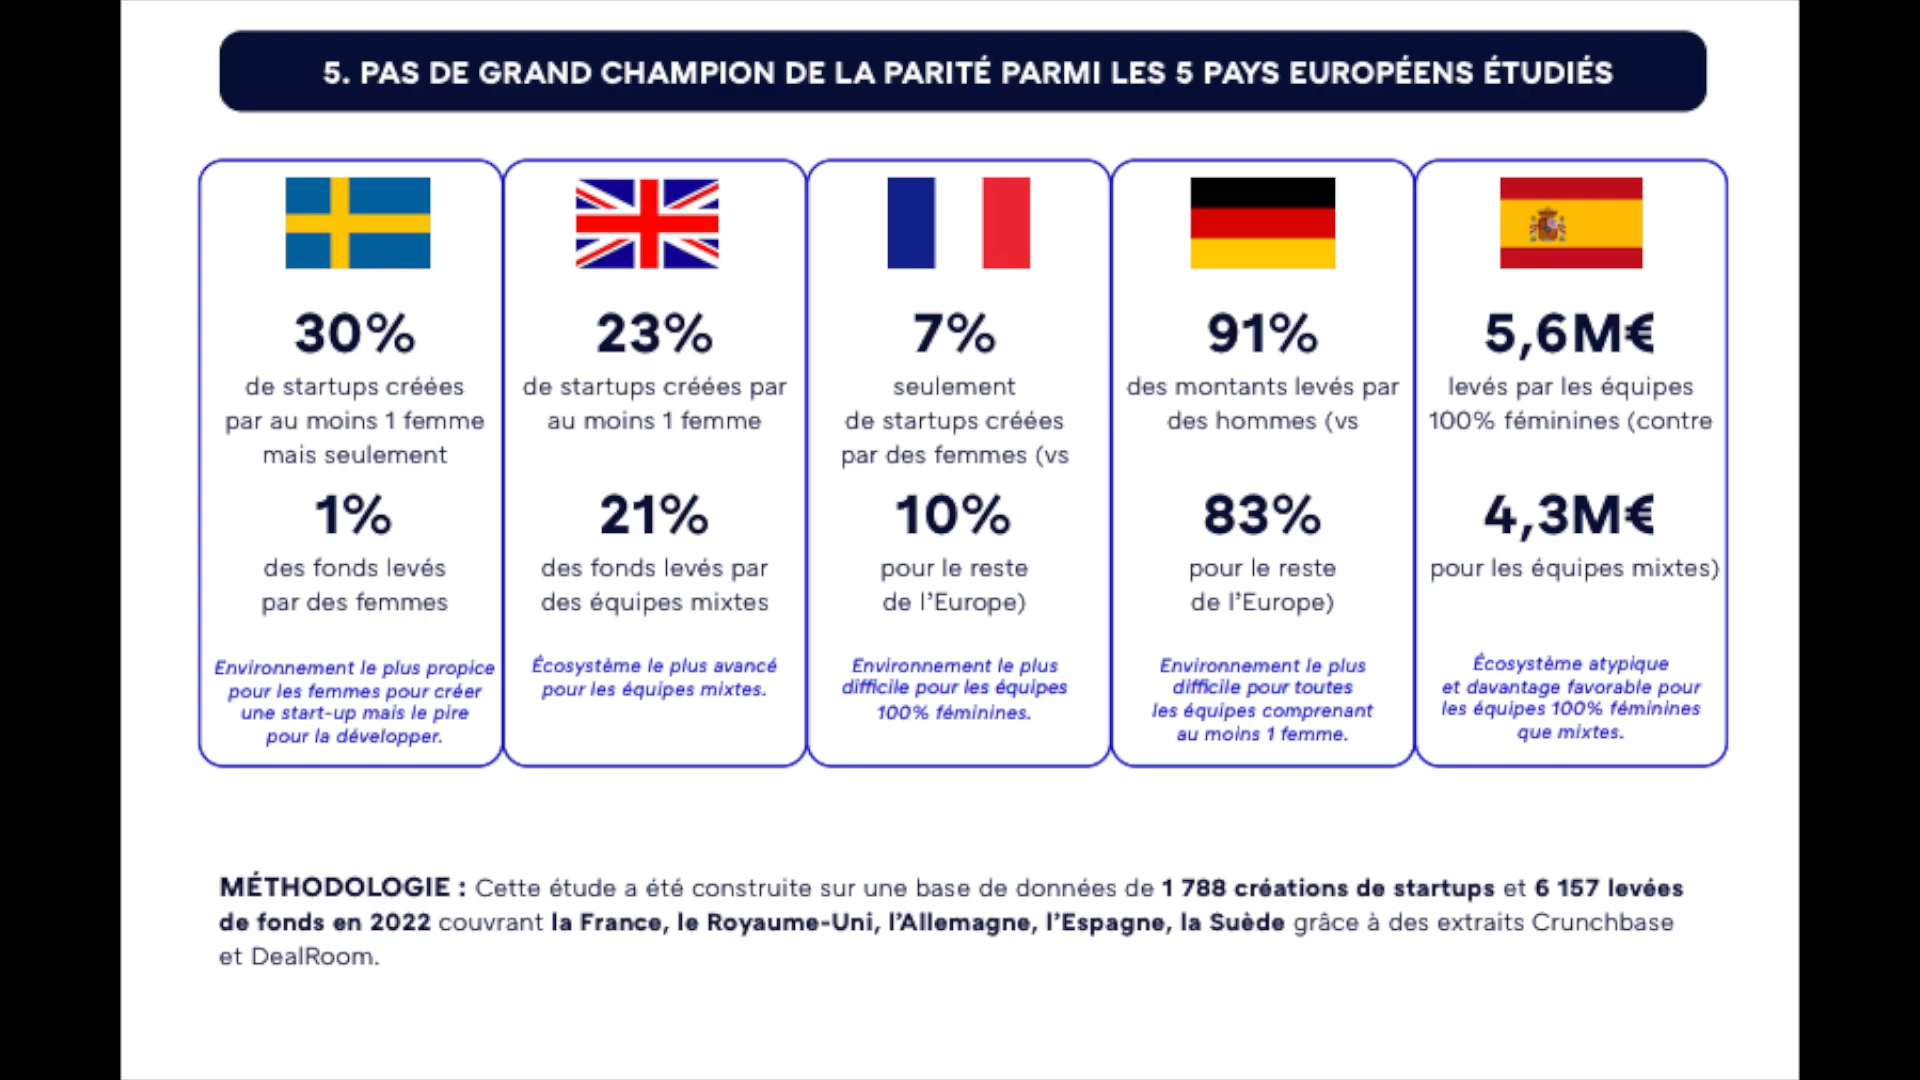 5. PAS DE GRAND CHAMPION DE LA PARITÉ PARMI LES 5 PAYS EUROPÉENS ÉTUDIÉS
30%
de startups créées
par au moins 1 femme
mais seulement
1%
des fonds levés
par des femmes
Environnement le plus propice
pour les femmes pour créer
une start-up mais le pire
pour la développer.
23%
de startups créées par
au moins 1 femme
21%
des fonds levés par
des équipes mixtes
Écosystème le plus avancé
pour les équipes mixtes.
7%
seulement
de startups créées
par des femmes (vs
10%
pour le reste
de l'Europe)
Environnement le plus
difficile pour les équipes
100% féminines.
91%
des montants levés par
des hommes (vs
83%
pour le reste
de l'Europe)
Environnement le plus
difficile pour toutes
les équipes comprenant
au moins 1 femme.
5,6M€
levés par les équipes
100% féminines (contre
4,3M€
pour les équipes mixtes)
Écosystème atypique
et davantage favorable pour
les équipes 100% féminines
que mixtes.
MÉTHODOLOGIE : Cette étude a été construite sur une base de données de 1 788 créations de startups et 6 157 levées
de fonds en 2022 couvrant la France, le Royaume-Uni, l'Allemagne, l'Espagne, la Suède grâce à des extraits Crunchbase
et DealRoom.